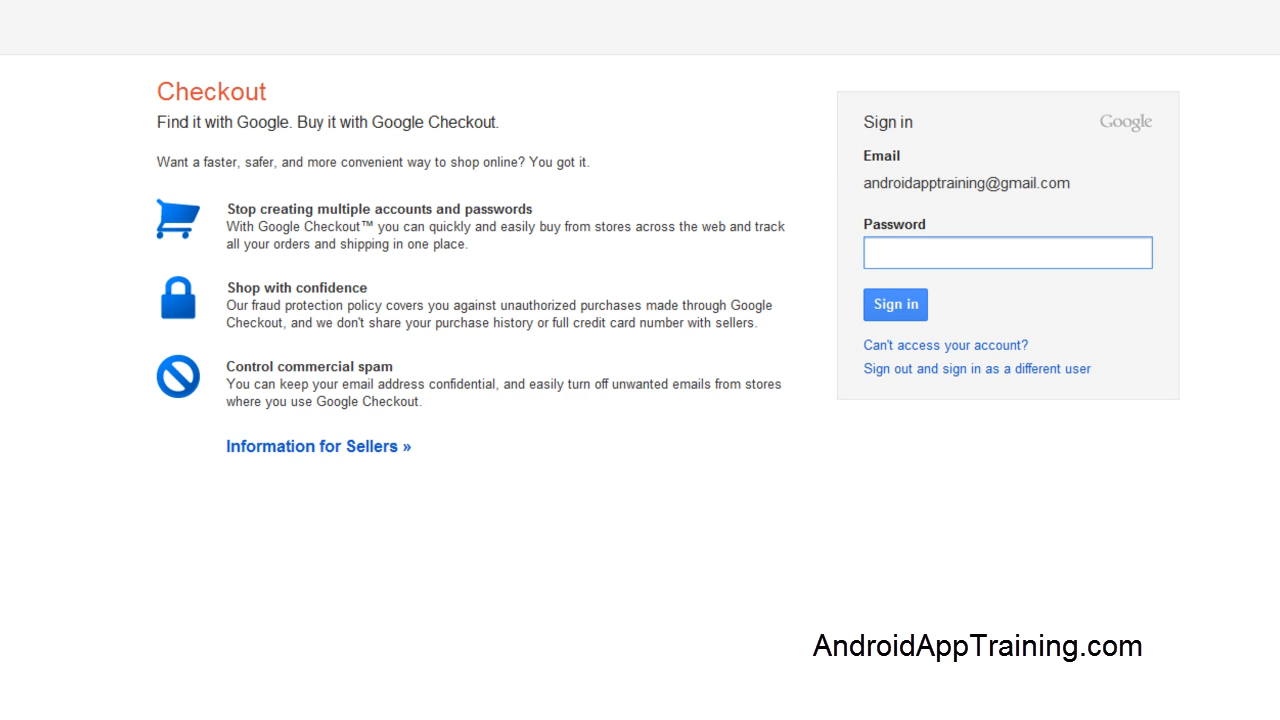 Checkout
Find it with Google. Buy it with Google Checkout.
Want a faster, safer, and more convenient way to shop online? You got it.
Stop creating multiple accounts and passwords
With Google Checkout™ you can quickly and easily buy from stores across the web and track
all your orders and shipping in one place.
Shop with confidence
Our fraud protection policy covers you against unauthorized purchases made through Google
Checkout, and we don't share your purchase history or full credit card number with sellers.
Control commercial spam
You can keep your email address confidential, and easily turn off unwanted emails from stores
where you use Google Checkout.
Information for Sellers »
Sign in Google
Email
androidapptraining@gmail.com
Password
Sign in
Can't access your account?
Sign out and sign in as a different user
AndroidAppTraining.com